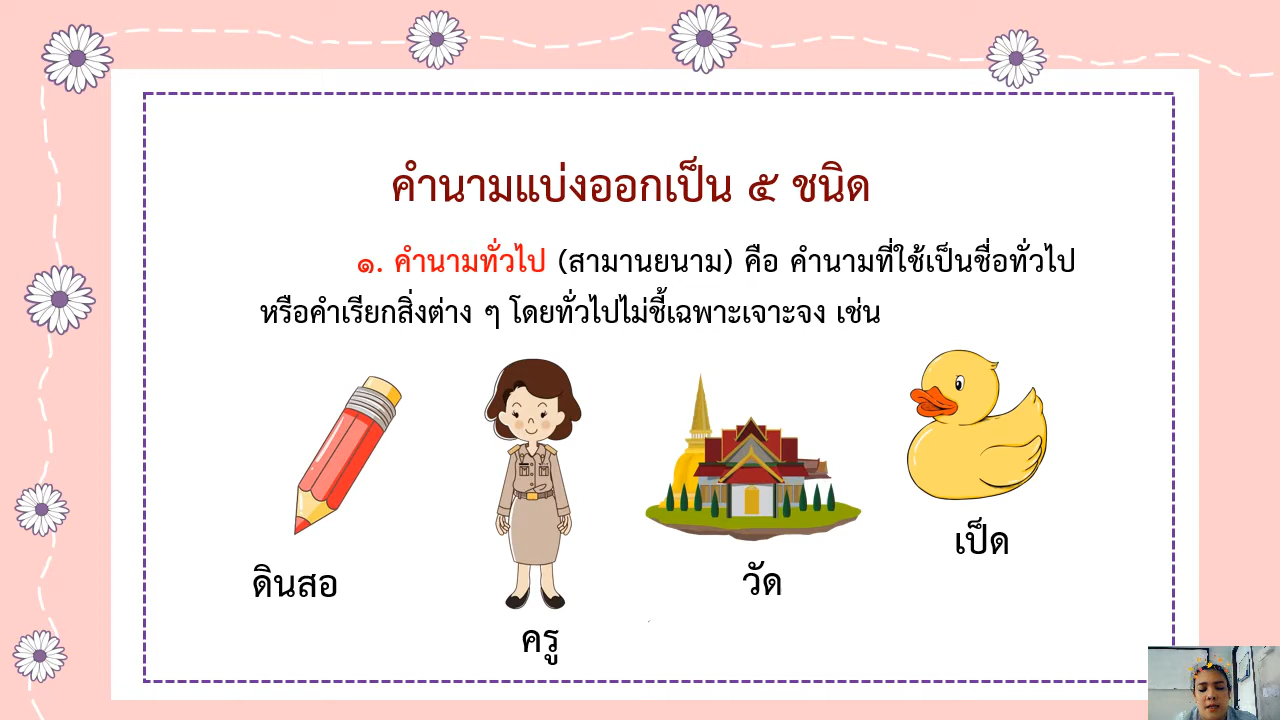 คำนามแบ่งออกเป็น ๕ ชนิด
๑. คำนามทั่วไป (สามานยนาม) คือ คำนามที่ใช้เป็นชื่อทั่วไป
หรือคำเรียกสิ่งต่าง ๆ โดยทั่วไปไม่ชี้เฉพาะเจาะจง เช่น
ดินสอ
ครู
วัด
เป็ด